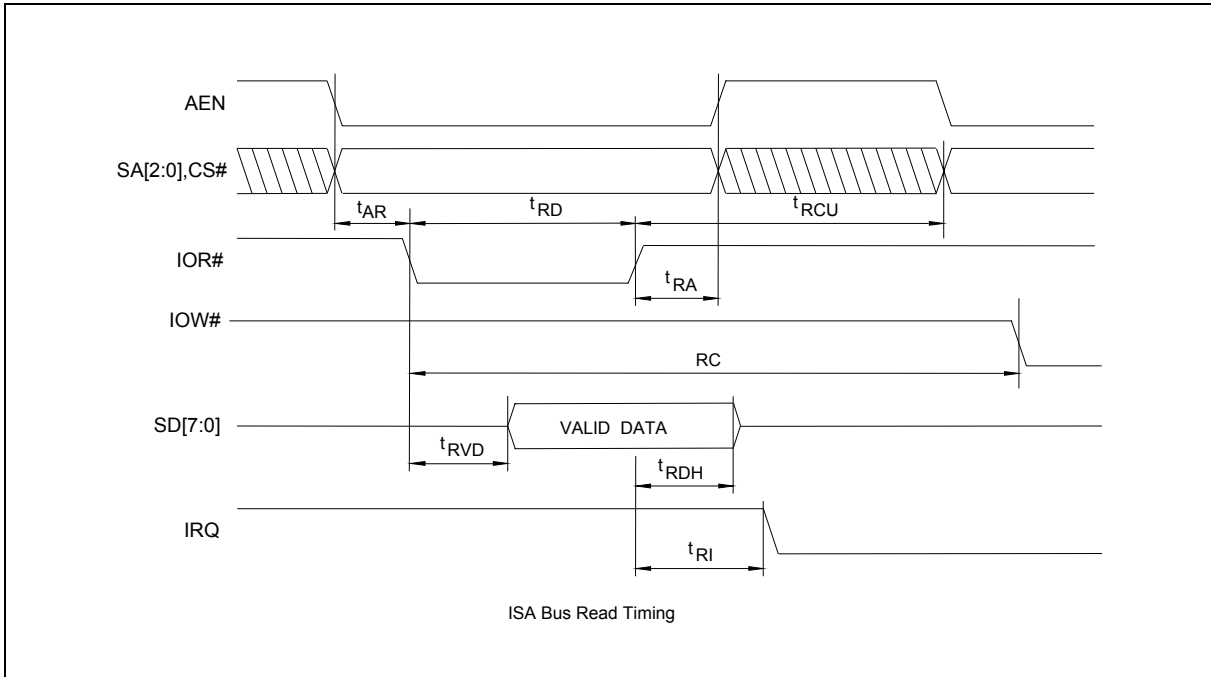 AEN
SA[2:0],CS#
tAR
tRD
tRCU
IOR#
tRA
IOW#
RC
SD[7:0]
VALID DATA
tRVD
tRDH
IRQ
tRI
ISA Bus Read Timing